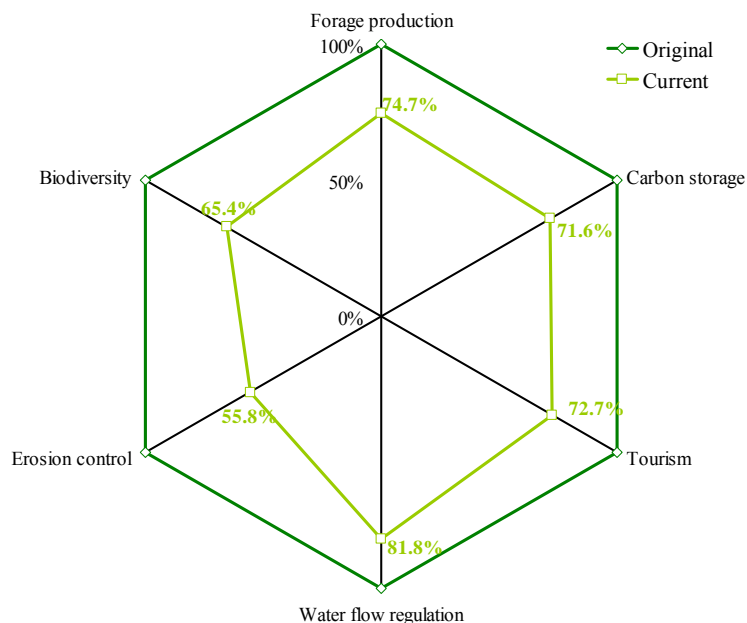 Forage production
100%
Original
Current
74.7%
Biodiversity
50%
Carbon storage
65.4%
71.6%
0%
55.8%
72.7%
Erosion control
Tourism
81.8%
Water flow regulation